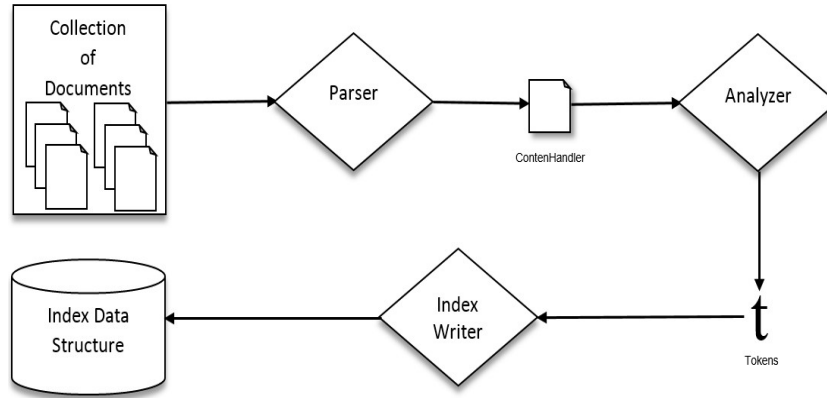 Collection
of
Documents
Parser
ContenHandler
Analyzer
Index Data
Structure
Index
Writer
t
Tokens